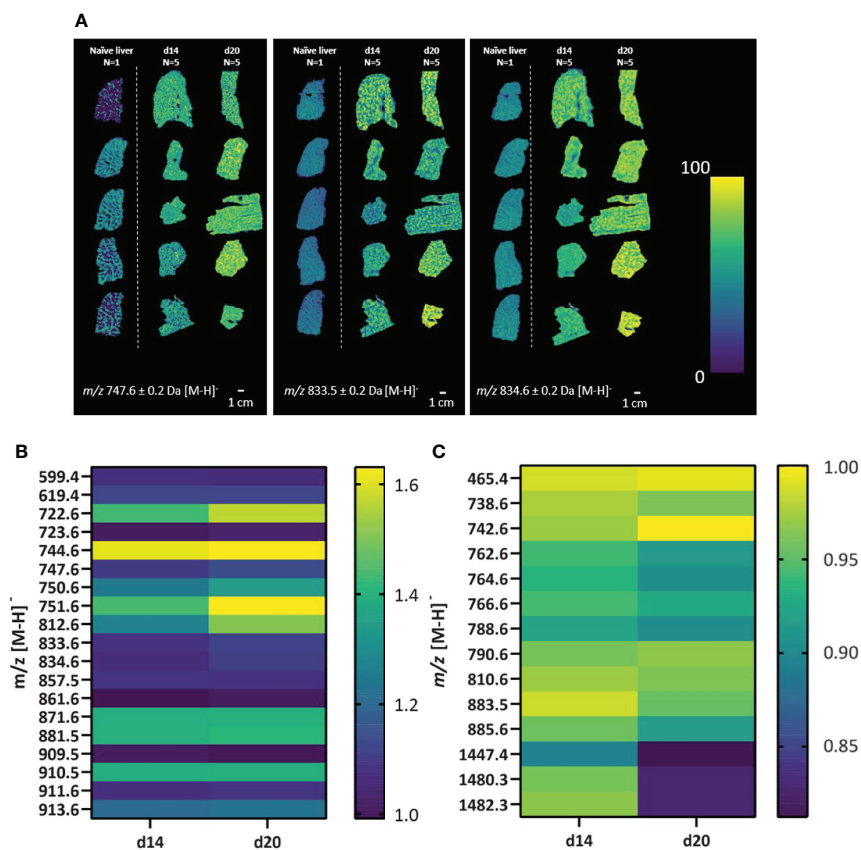 A
Naïve liver d14 d20
N=1 N=5 N=5
m/z 747.6 ± 0.2 Da [M-H]-
1 cm
Naïve liver d14 d20
N=1 N=5 N=5
m/z 833.5 ± 0.2 Da [M-H]-
1 cm
Naïve liver d14 d20
N=1 N=5 N=5
m/z 834.6 ± 0.2 Da [M-H]-
1 cm
100
0
B
m/z [M-H]-
599.4
619.4
722.6
723.6
744.6
747.6
750.6
751.6
812.6
833.6
834.6
857.5
861.6
871.6
881.5
909.5
910.5
911.6
913.6
d14 d20
1.6
1.4
1.2
1.0
C
m/z [M-H]-
465.4
738.6
742.6
762.6
764.6
766.6
788.6
790.6
810.6
883.5
885.6
1447.4
1480.3
1482.3
d14 d20
1.00
0.95
0.90
0.85